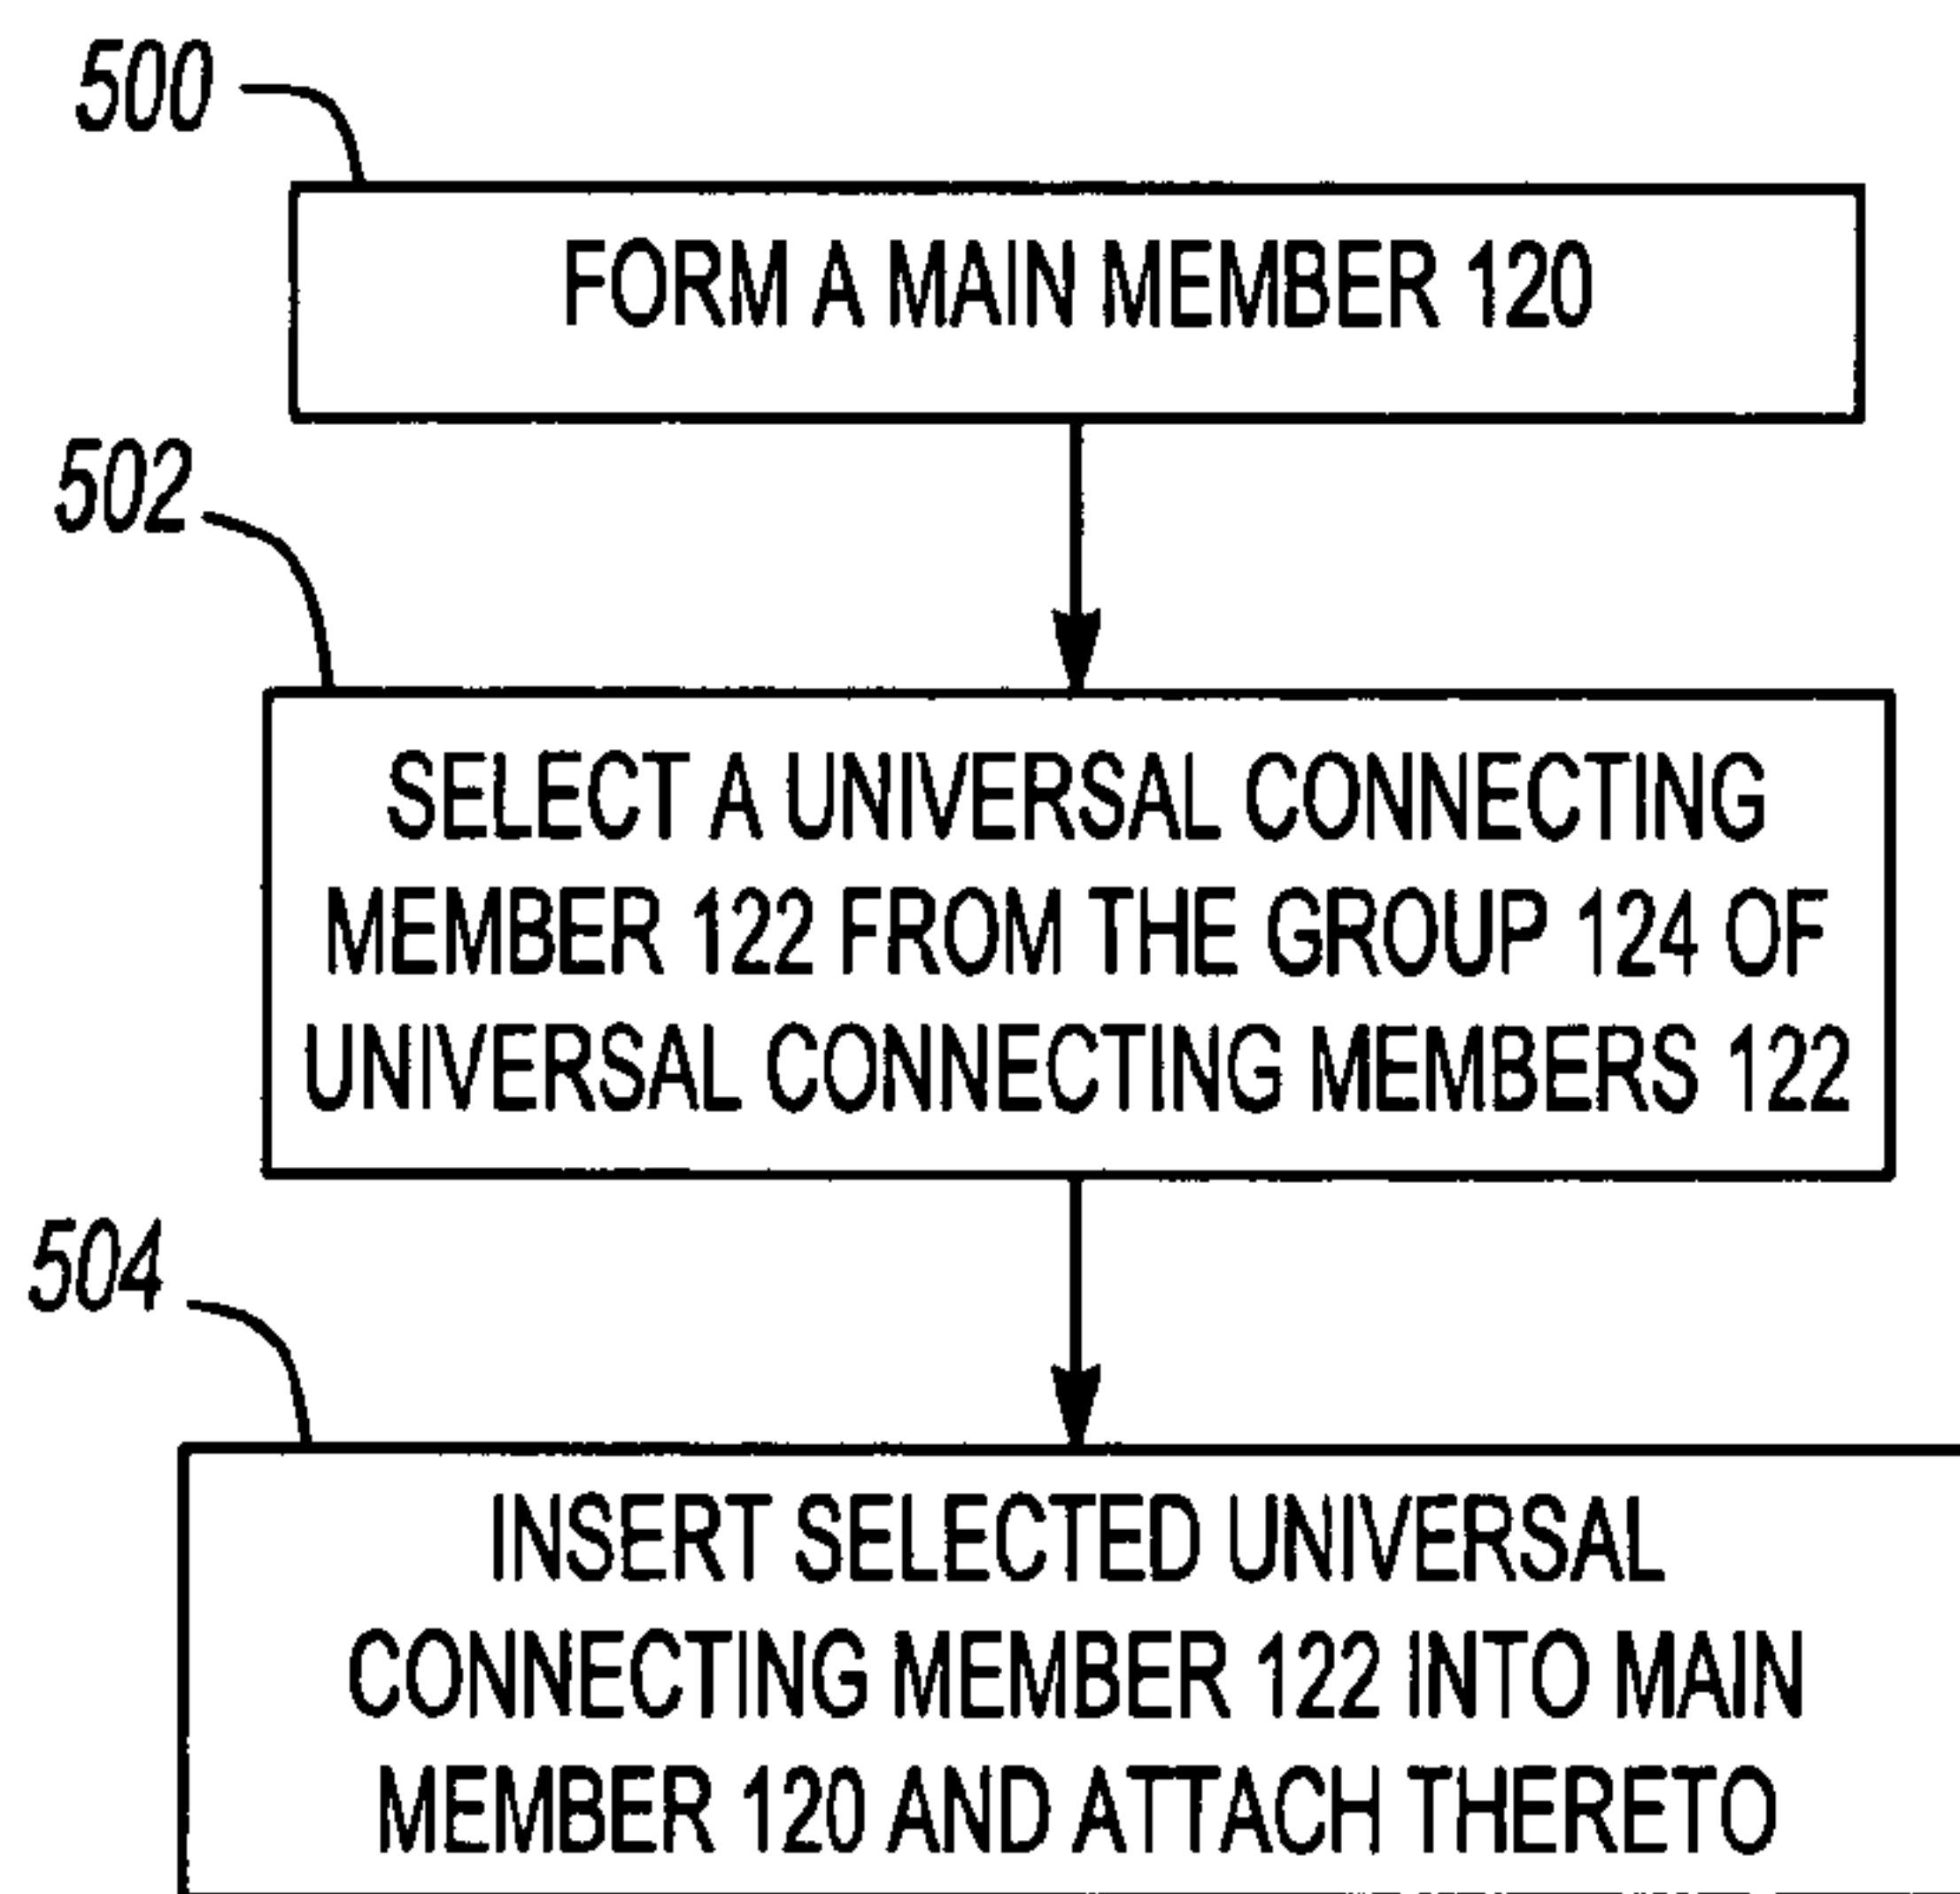 500
FORM A MAIN MEMBER 120
502
SELECT A UNIVERSAL CONNECTING
MEMBER 122 FROM THE GROUP 124 OF
UNIVERSAL CONNECTING MEMBERS 122
504
INSERT SELECTED UNIVERSAL
CONNECTING MEMBER 122 INTO MAIN
MEMBER 120 AND ATTACH THERETO